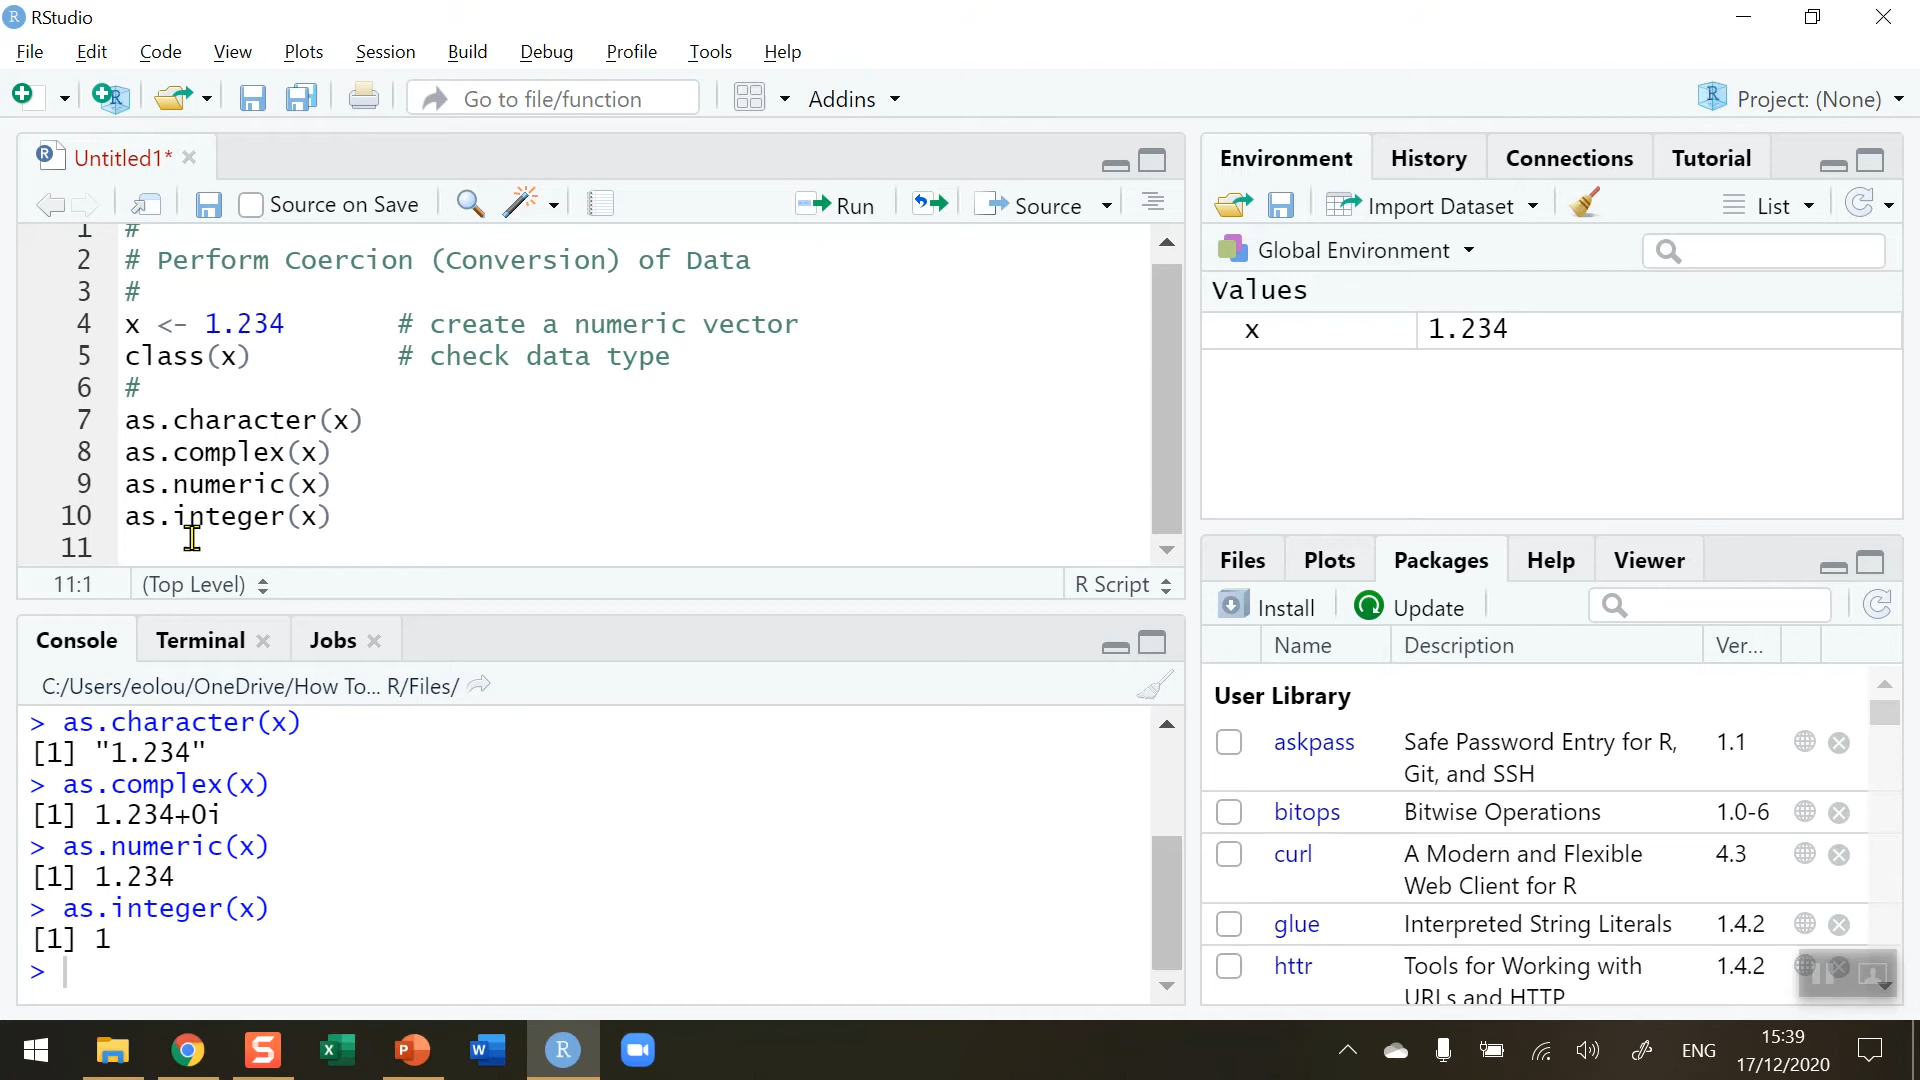 RStudio
File Edit Code View Plots Session Build Debug Profile Tools Help
Go to file/function Addins Project: (None)
Untitled1*
Source on Save Run Source
1 #
2 # Perform Coercion (Conversion) of Data
3 #
4 x <- 1.234 # create a numeric vector
5 class(x) # check data type
6 #
7 as.character(x)
8 as.complex(x)
9 as.numeric(x)
10 as.integer(x)
11
11:1 (Top Level) R Script
Console Terminal Jobs
C:/Users/eolou/OneDrive/How To... R/Files/
> as.character(x)
[1] "1.234"
> as.complex(x)
[1] 1.234+0i
> as.numeric(x)
[1] 1.234
> as.integer(x)
[1] 1
>
Environment History Connections Tutorial
Import Dataset List
Global Environment
Values
x 1.234
Files Plots Packages Help Viewer
Install Update
Name Description Ver...
User Library
askpass Safe Password Entry for R, 1.1
Git, and SSH
bitops Bitwise Operations 1.0-6
curl A Modern and Flexible 4.3
Web Client for R
glue Interpreted String Literals 1.4.2
httr Tools for Working with 1.4.2
URLs and HTTP
ENG 15:39
17/12/2020